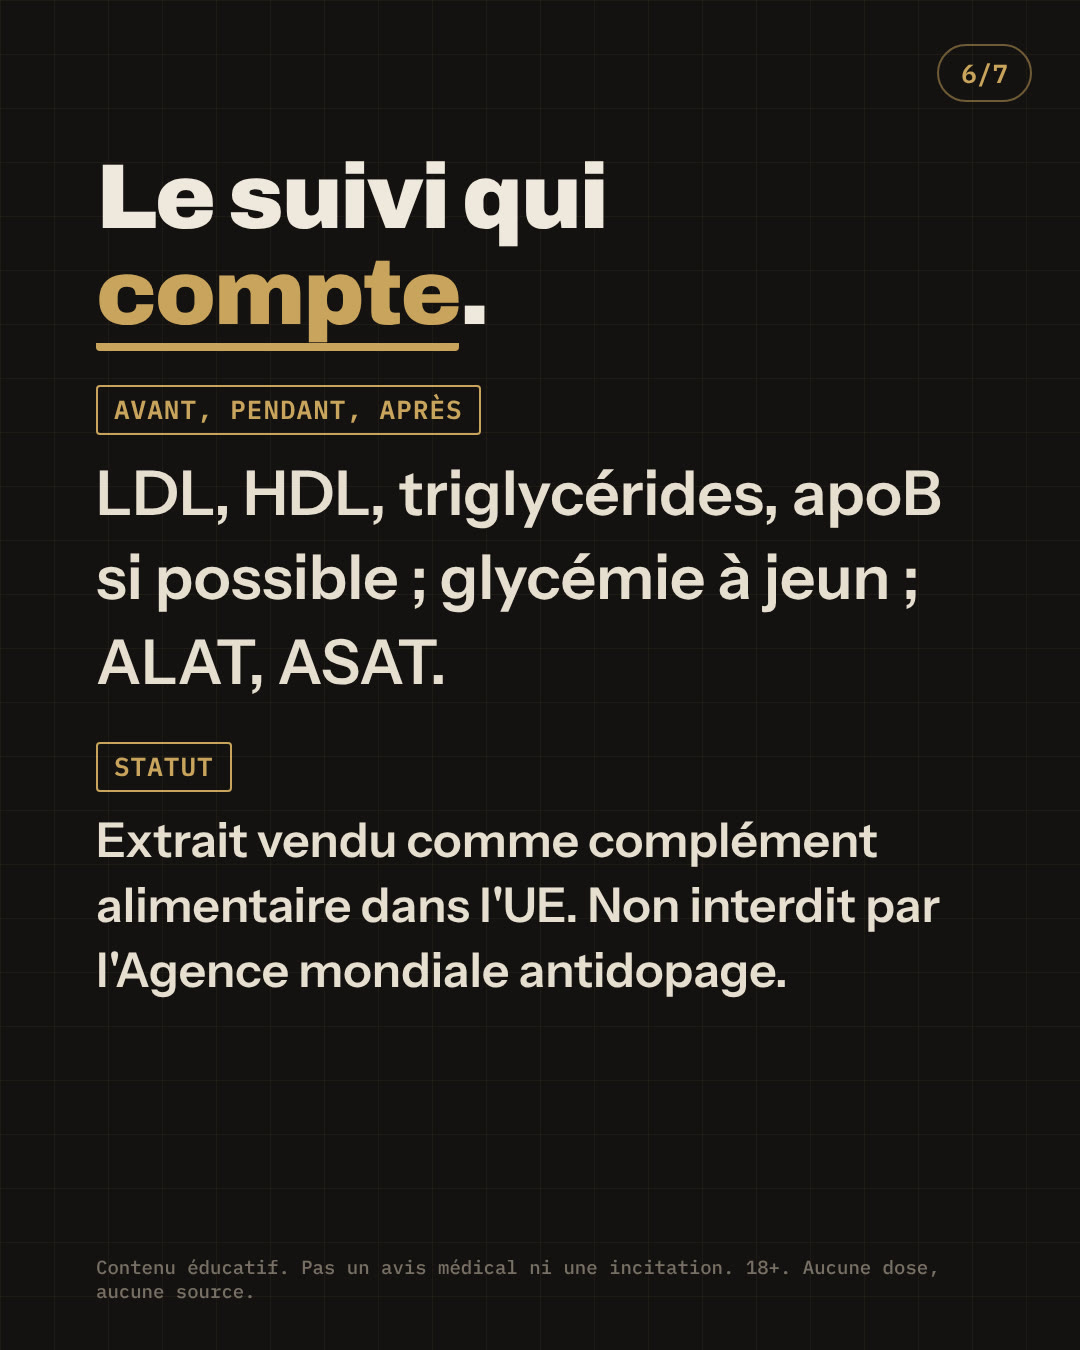 6/7
Le suivi qui
compte.
AVANT, PENDANT, APRÈS
LDL, HDL, triglycérides, apoB
si possible ; glycémie à jeun ;
ALAT, ASAT.
STATUT
Extrait vendu comme complément
alimentaire dans l'UE. Non interdit par
l'Agence mondiale antidopage.
Contenu éducatif. Pas un avis médical ni une incitation. 18+. Aucune dose,
aucune source.